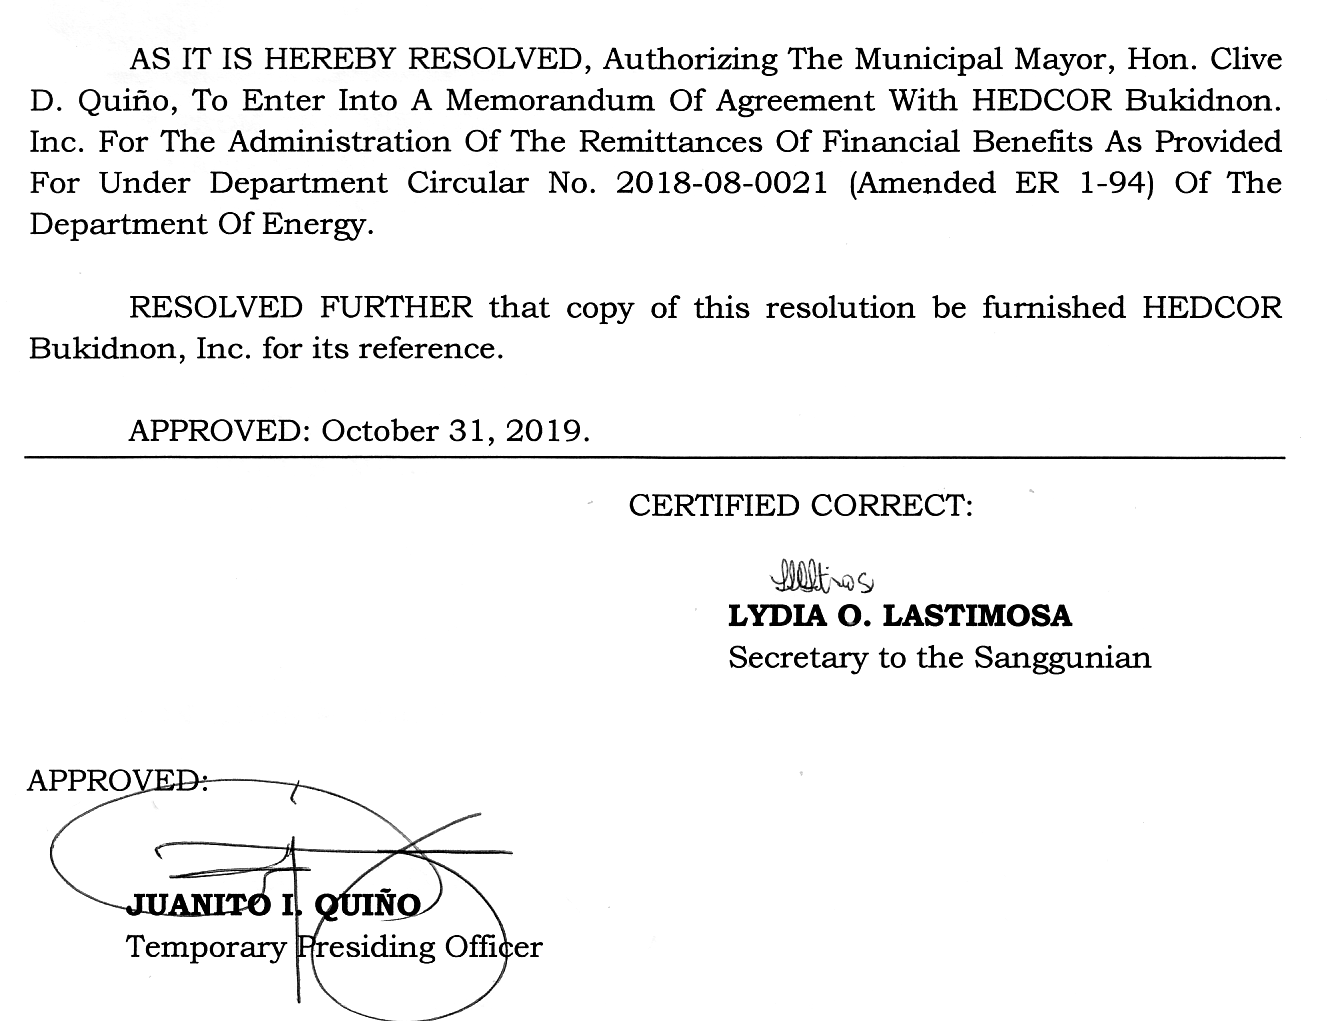 AS IT IS HEREBY RESOLVED, Authorizing The Municipal Mayor, Hon. Clive
D. Quiño, To Enter Into A Memorandum Of Agreement With HEDCOR Bukidnon.
Inc. For The Administration Of The Remittances Of Financial Benefits As Provided
For Under Department Circular No. 2018-08-0021 (Amended ER 1-94) Of The
Department Of Energy.
RESOLVED FURTHER that copy of this resolution be furnished HEDCOR
Bukidnon, Inc. for its reference.
APPROVED: October 31, 2019.
CERTIFIED CORRECT:
LYDIA O. LASTIMOSA
Secretary to the Sanggunian
APPROVED:
JUANITO I. QUIÑO
Temporary Presiding Officer